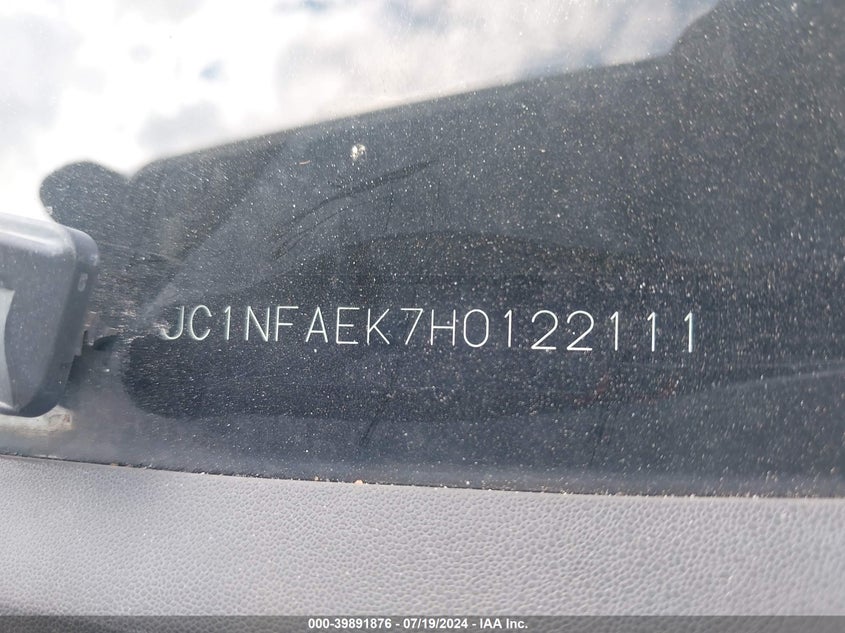 JC1NFAEK7H0122111
000-39891876 - 07/19/2024 - IAA Inc.